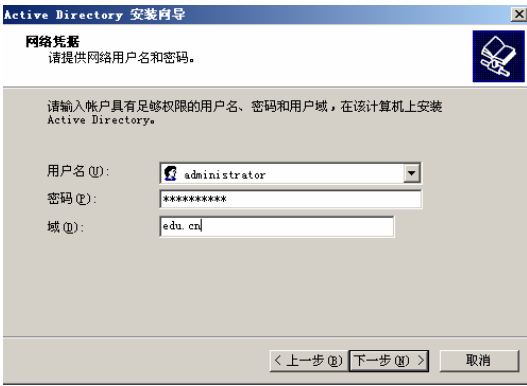 Active Directory 安装向导
网络凭据
请提供网络用户名和密码。
请输入帐户具有足够权限的用户名、密码和用户域，在该计算机上安装
Active Directory。
用户名(U)：
administrator
密码(P)：
**********
域(D)：
edu.cn
< 上一步(B)
下一步(N) >
取消